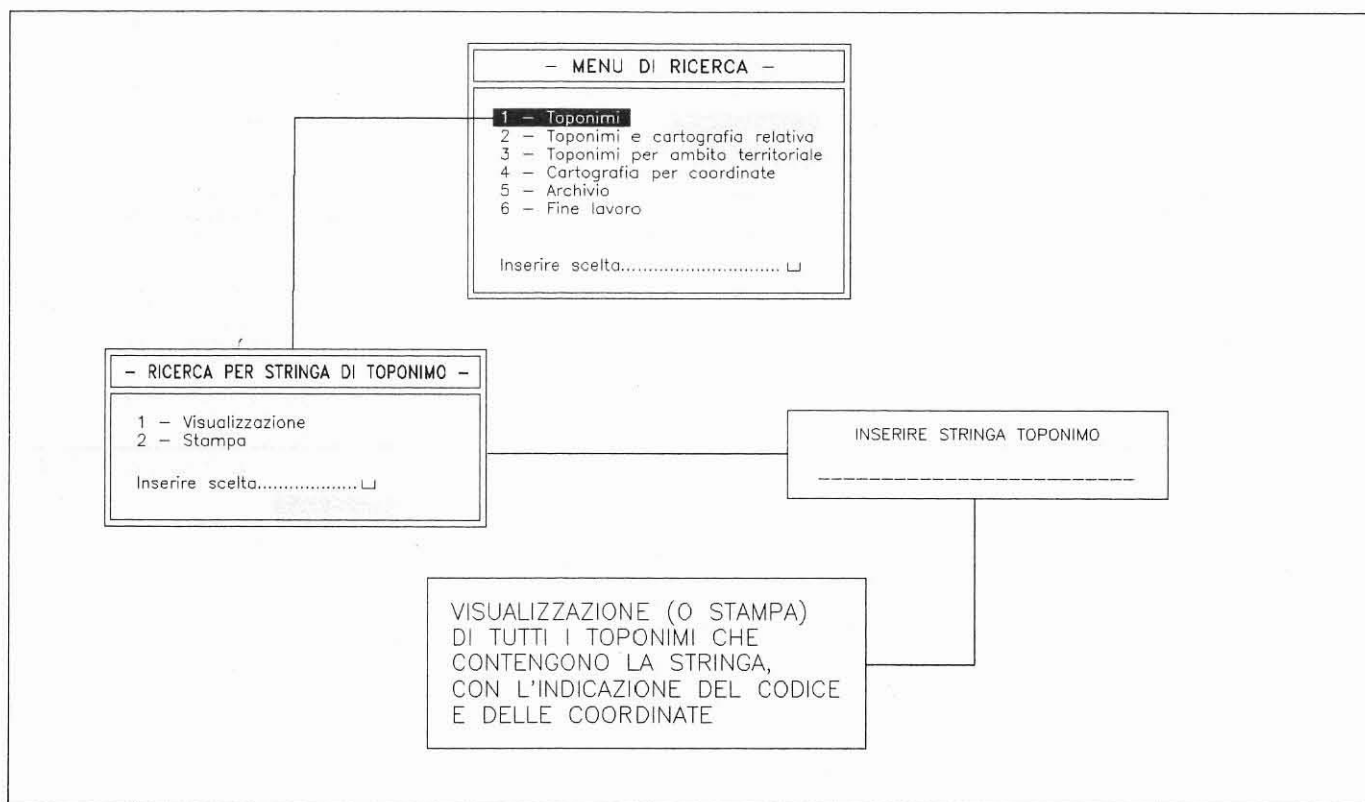 – MENU DI RICERCA –
1 – Toponimi
2 – Toponimi e cartografia relativa
3 – Toponimi per ambito territoriale
4 – Cartografia per coordinate
5 – Archivio
6 – Fine lavoro
Inserire scelta.............................
– RICERCA PER STRINGA DI TOPONIMO –
1 – Visualizzazione
2 – Stampa
Inserire scelta...................
INSERIRE STRINGA TOPONIMO
VISUALIZZAZIONE (O STAMPA)
DI TUTTI I TOPONIMI CHE
CONTENGONO LA STRINGA,
CON L'INDICAZIONE DEL CODICE
E DELLE COORDINATE